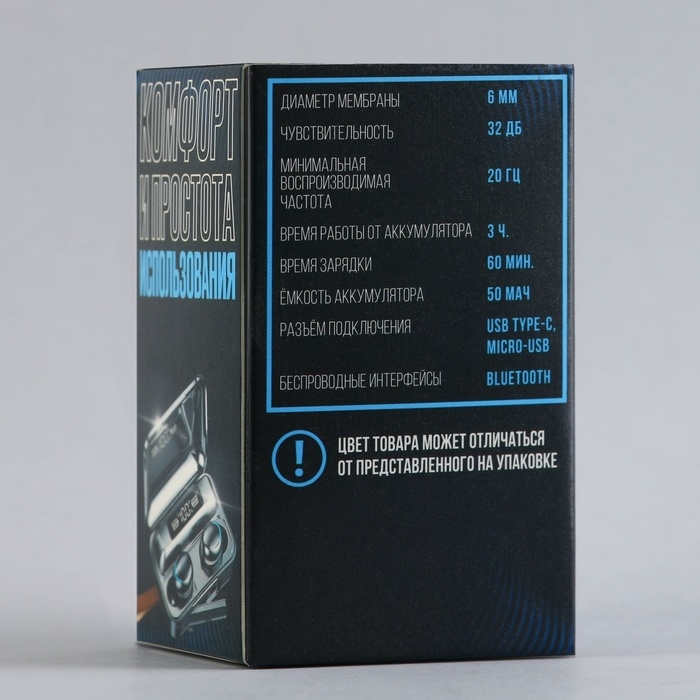 КОМФОРТ
И ПРОСТОТА
ИСПОЛЬЗОВАНИЯ
ДИАМЕТР МЕМБРАНЫ 6 ММ
ЧУВСТВИТЕЛЬНОСТЬ 32 ДБ
МИНИМАЛЬНАЯ
ВОСПРОИЗВОДИМАЯ 20 ГЦ
ЧАСТОТА
ВРЕМЯ РАБОТЫ ОТ АККУМУЛЯТОРА 3 Ч.
ВРЕМЯ ЗАРЯДКИ 60 МИН.
ЁМКОСТЬ АККУМУЛЯТОРА 50 МАЧ
РАЗЪЁМ ПОДКЛЮЧЕНИЯ USB TYPE-C,
MICRO-USB
БЕСПРОВОДНЫЕ ИНТЕРФЕЙСЫ BLUETOOTH
! ЦВЕТ ТОВАРА МОЖЕТ ОТЛИЧАТЬСЯ
ОТ ПРЕДСТАВЛЕННОГО НА УПАКОВКЕ
100